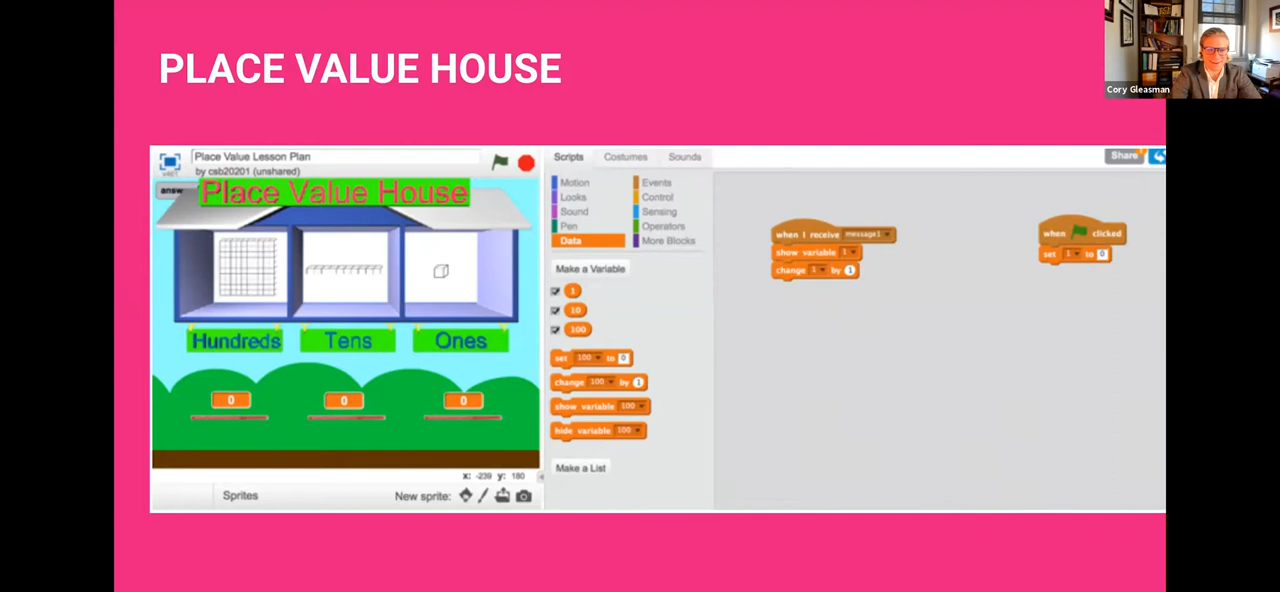 PLACE VALUE HOUSE
Cory Gleasman
Place Value Lesson Plan
by csb20201 (unshared)
answ
Place Value House
Hundreds Tens Ones
0 0 0
x: -239 y: 180
Sprites New sprite:
Scripts Costumes Sounds
Motion Events
Looks Control
Sound Sensing
Pen Operators
Data More Blocks
Make a Variable
1
10
100
set 100 to 0
change 100 by 1
show variable 100
hide variable 100
Make a List
Share
when I receive message1
show variable 1
change 1 by 1
when clicked
set 1 to 0